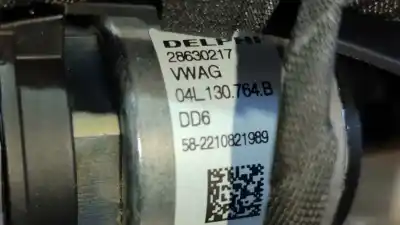 DELPHI
28630217
VWAG
04L.130.764.B
DD6
58-2210821989